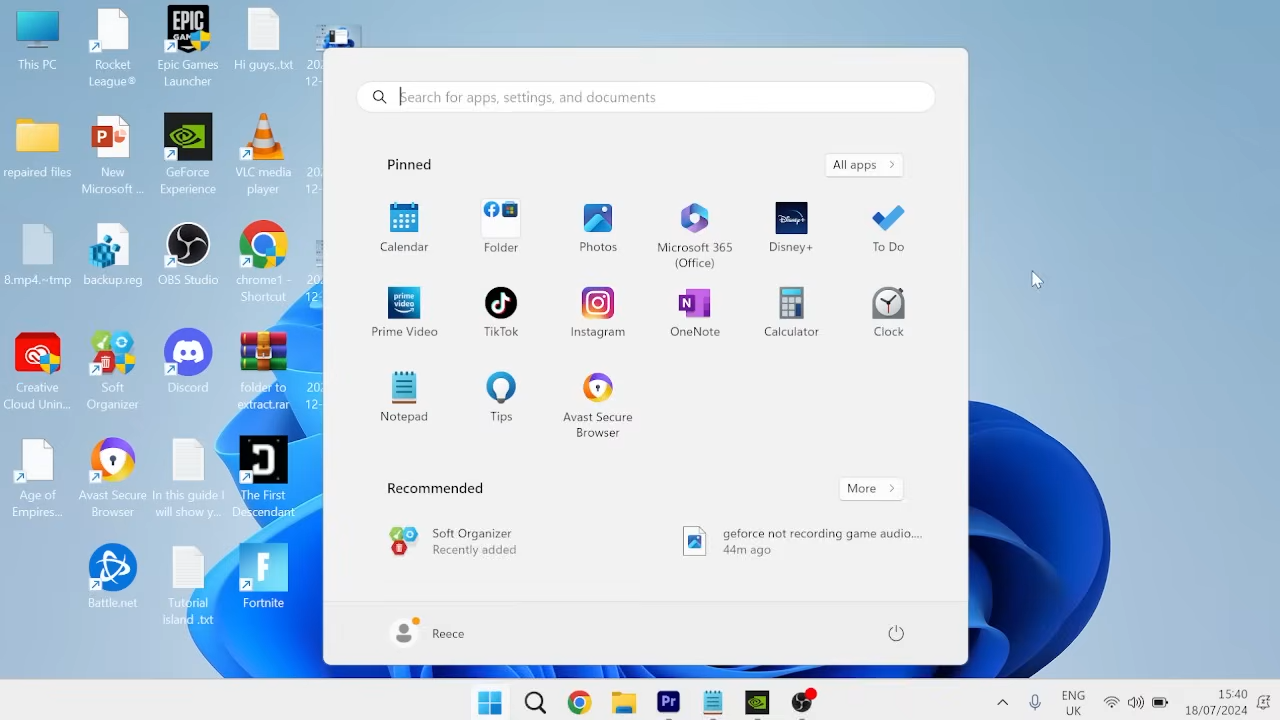 This PC
Rocket
League®
EPIC
GAMES
Epic Games
Launcher
Hi guys,.txt
repaired files
New
Microsoft ...
GeForce
Experience
VLC media
player
8.mp4.~tmp
backup.reg
OBS Studio
chrome1 -
Shortcut
Creative
Cloud Unin...
Soft
Organizer
Discord
folder to
extract.rar
Age of
Empires...
Avast Secure
Browser
In this guide I
will show y...
The First
Descendant
Battle.net
Tutorial
island .txt
Fortnite
Search for apps, settings, and documents
Pinned
All apps
Calendar
Folder
Photos
Microsoft 365
(Office)
Disney+
To Do
prime
video
Prime Video
TikTok
Instagram
OneNote
Calculator
Clock
Notepad
Tips
Avast Secure
Browser
Recommended
More
Soft Organizer
Recently added
geforce not recording game audio....
44m ago
Reece
Pr
ENG
UK
15:40
18/07/2024